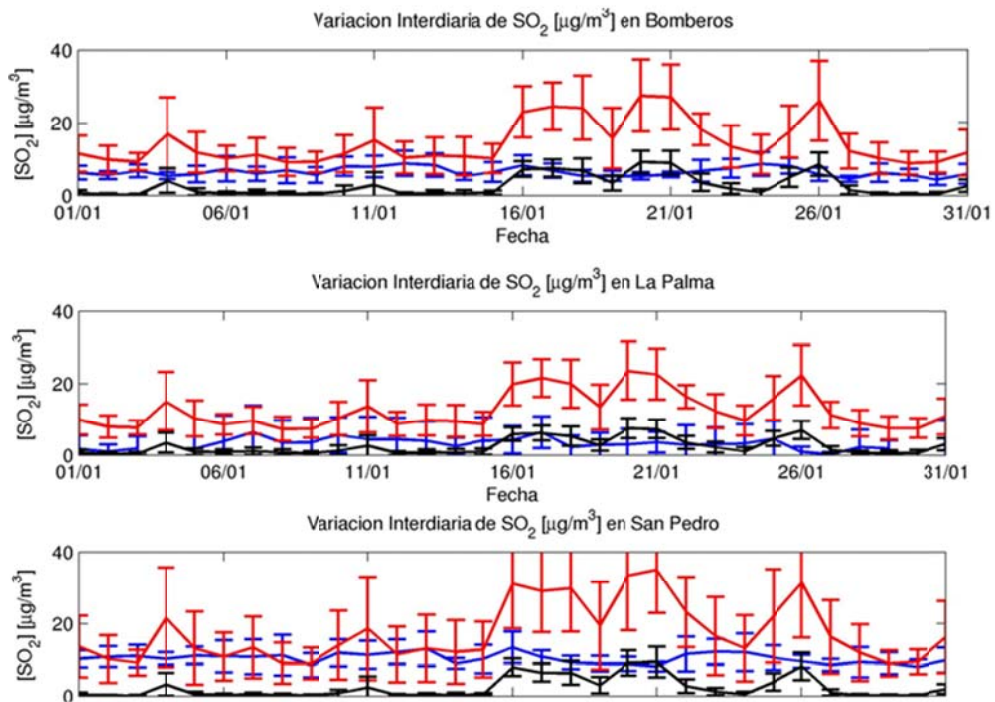 Variacion Interdiaria de SO2 [µg/m3] en Bomberos
[SO2] [µg/m3]
40
20
0
01/01 06/01 11/01 16/01 21/01 26/01 31/01
Fecha
Variacion Interdiaria de SO2 [µg/m3] en La Palma
[SO2] [µg/m3]
40
20
0
01/01 06/01 11/01 16/01 21/01 26/01 31/01
Fecha
Variacion Interdiaria de SO2 [µg/m3] en San Pedro
[SO2] [µg/m3]
40
20
0